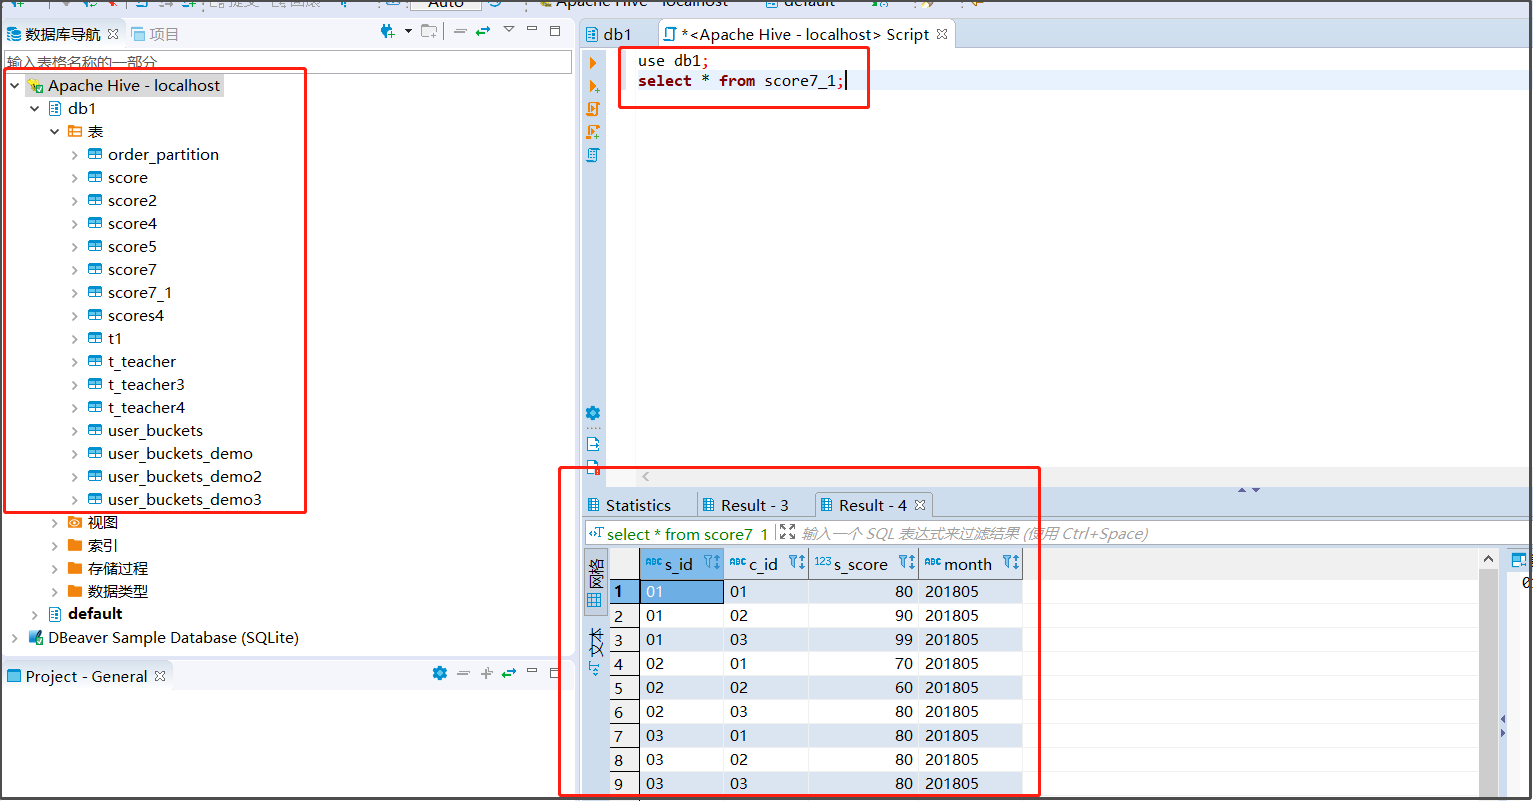 Auto
Apache Hive - localhost
default
数据库导航
项目
输入表格名称的一部分
Apache Hive - localhost
db1
表
order_partition
score
score2
score4
score5
score7
score7_1
scores4
t1
t_teacher
t_teacher3
t_teacher4
user_buckets
user_buckets_demo
user_buckets_demo2
user_buckets_demo3
视图
索引
存储过程
数据类型
default
DBeaver Sample Database (SQLite)
Project - General
db1
*<Apache Hive - localhost> Script
use db1;
select * from score7_1;
Statistics
Result - 3
Result - 4
select * from score7_1
输入一个 SQL 表达式来过滤结果 (使用 Ctrl+Space)
网格
文本
ABC s_id ABC c_id 123 s_score ABC month
1 01 01 80 201805
2 01 02 90 201805
3 01 03 99 201805
4 02 01 70 201805
5 02 02 60 201805
6 02 03 80 201805
7 03 01 80 201805
8 03 02 80 201805
9 03 03 80 201805